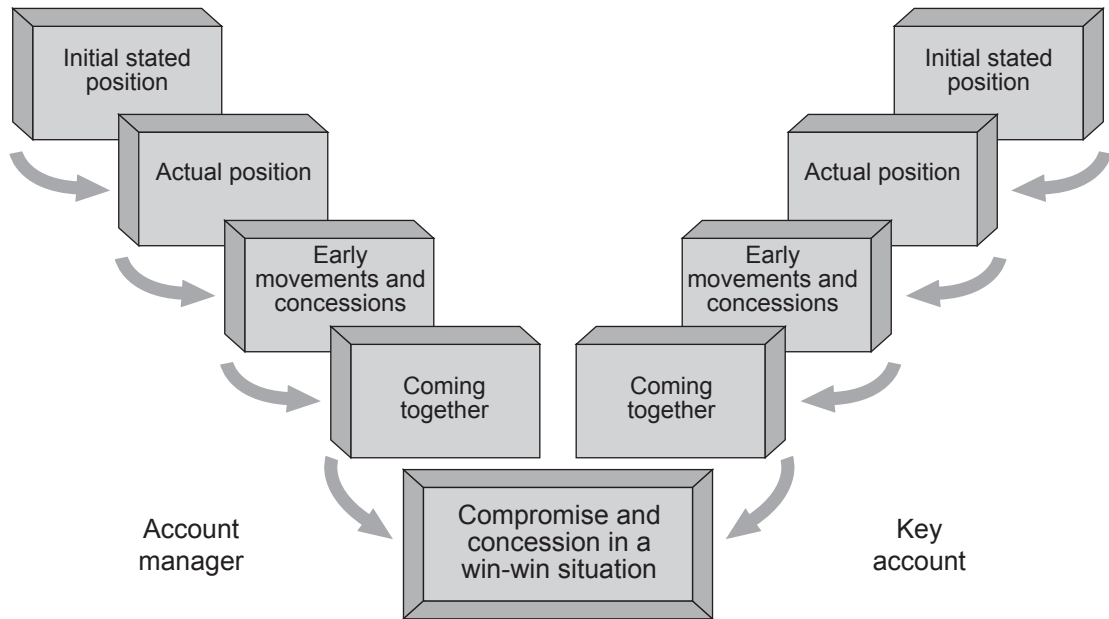 Initial stated
position
Initial stated
position
Actual position
Actual position
Early
movements and
concessions
Early
movements and
concessions
Coming
together
Coming
together
Compromise and
concession in a
win-win situation
Account
manager
Key
account